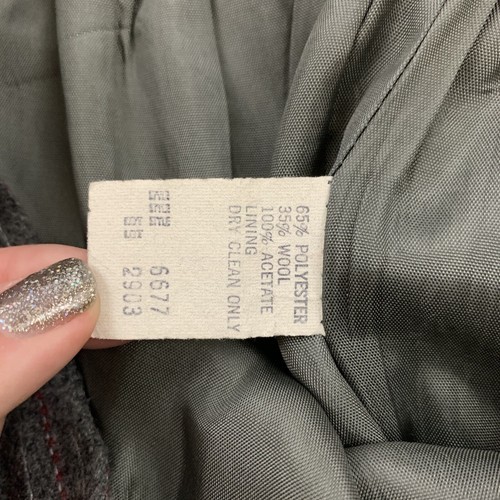 65% POLYESTER
35% WOOL
100% ACETATE
LINING
DRY CLEAN ONLY
6677
2903